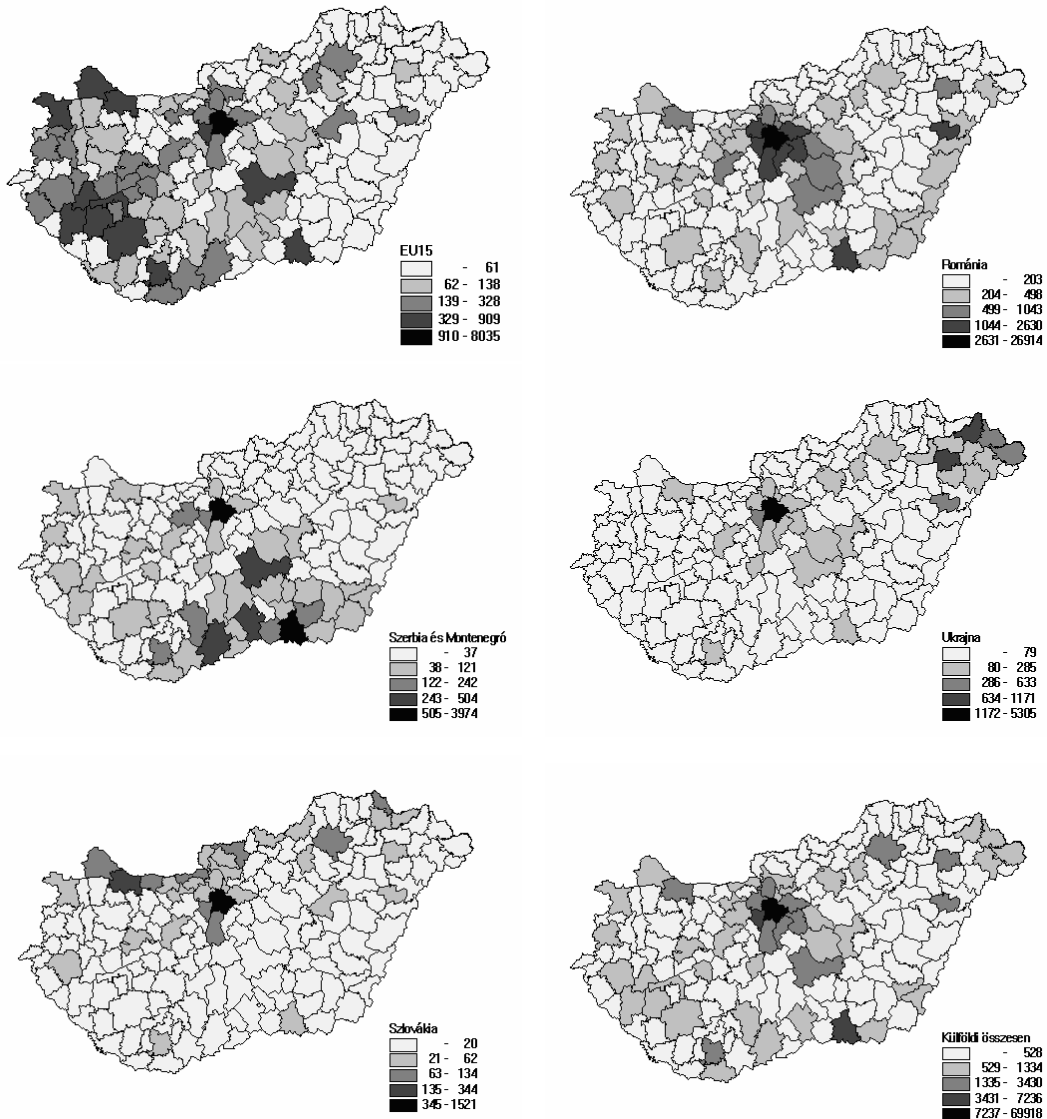 EU15
- 61
62 - 138
139 - 328
329 - 909
910 - 8035
Románia
- 203
204 - 498
499 - 1043
1044 - 2630
2631 - 26914
Szerbia és Montenegró
- 37
38 - 121
122 - 242
243 - 504
505 - 3974
Ukrajna
- 79
80 - 285
286 - 633
634 - 1171
1172 - 5305
Szlovákia
- 20
21 - 62
63 - 134
135 - 344
345 - 1521
Külföldi összesen
- 528
529 - 1334
1335 - 3430
3431 - 7236
7237 - 69918